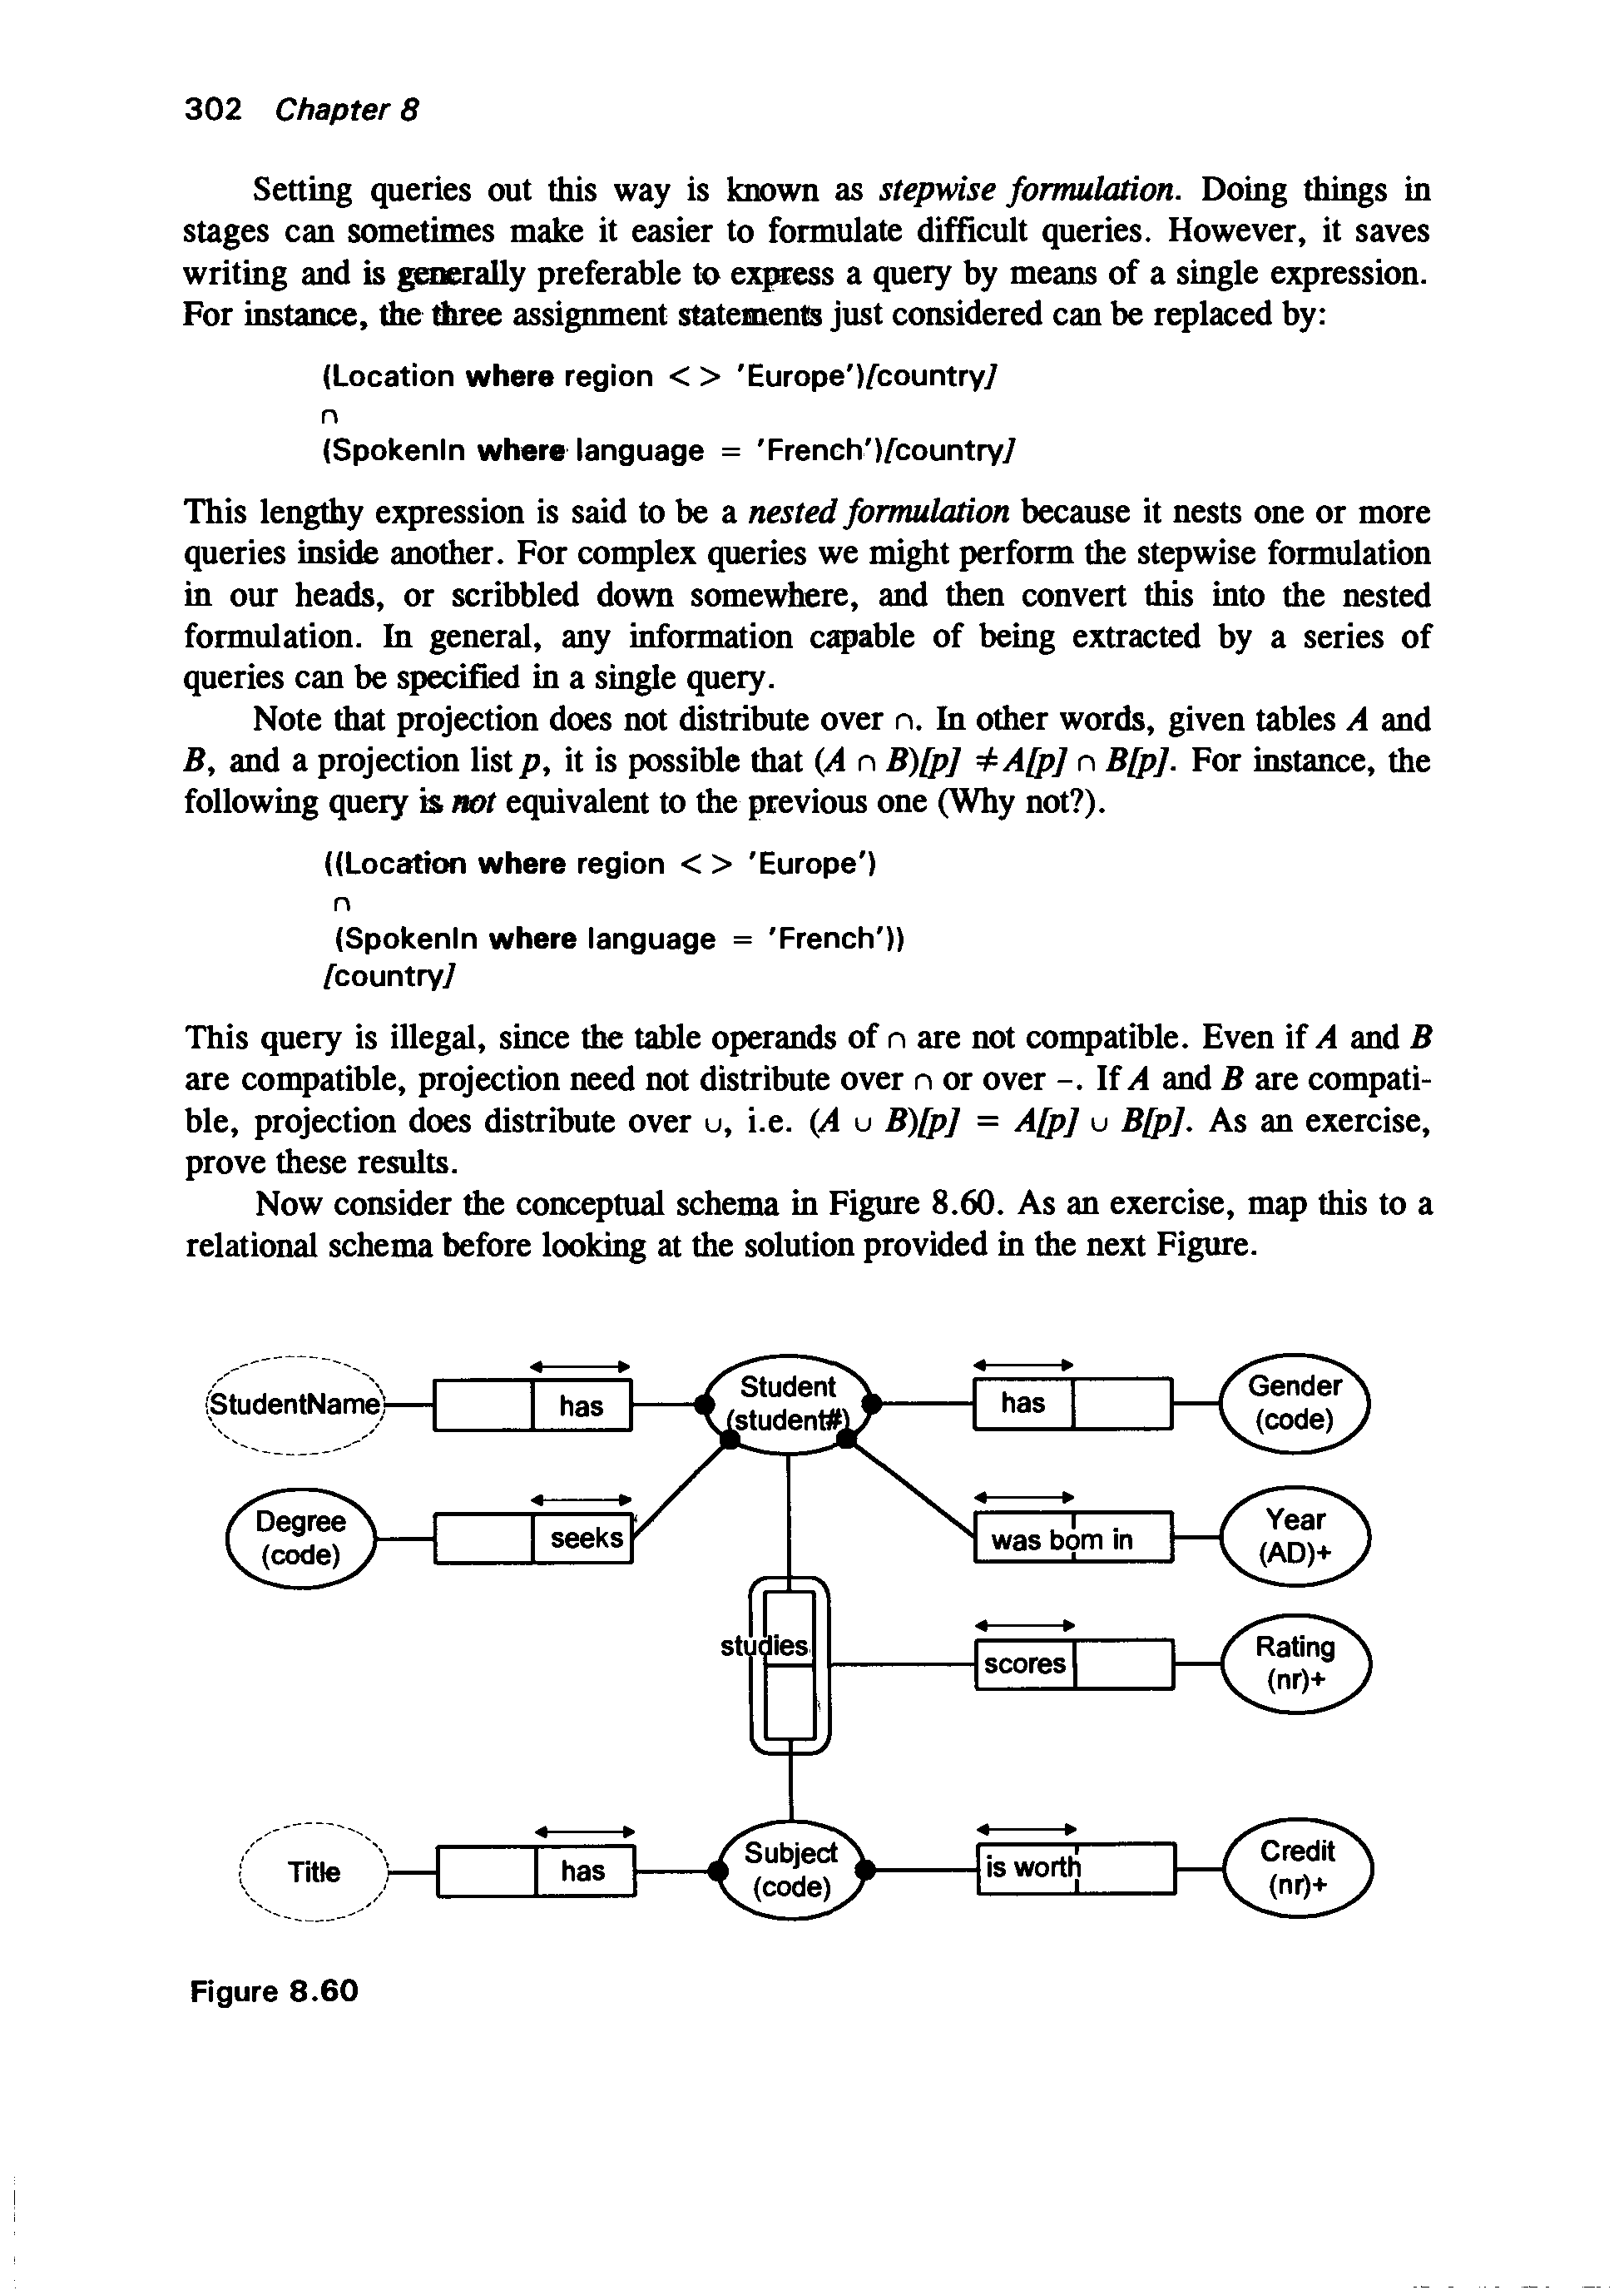 302 Chapter 8
Setting queries out this way is known as stepwise formulation. Doing things in
stages can sometimes make it easier to formulate difficult queries. However, it saves
writing and is generally preferable to express a query by means of a single expression.
For instance, the three assignment statements just considered can be replaced by:
(Location where region < > 'Europe')[country]
∩
(SpokenIn where language = 'French')[country]
This lengthy expression is said to be a nested formulation because it nests one or more
queries inside another. For complex queries we might perform the stepwise formulation
in our heads, or scribbled down somewhere, and then convert this into the nested
formulation. In general, any information capable of being extracted by a series of
queries can be specified in a single query.
Note that projection does not distribute over ∩. In other words, given tables A and
B, and a projection list p, it is possible that (A ∩ B)[p] ≠ A[p] ∩ B[p]. For instance, the
following query is not equivalent to the previous one (Why not?).
((Location where region < > 'Europe')
∩
(SpokenIn where language = 'French'))
[country]
This query is illegal, since the table operands of ∩ are not compatible. Even if A and B
are compatible, projection need not distribute over ∩ or over -. If A and B are compati-
ble, projection does distribute over ∪, i.e. (A ∪ B)[p] = A[p] ∪ B[p]. As an exercise,
prove these results.
Now consider the conceptual schema in Figure 8.60. As an exercise, map this to a
relational schema before looking at the solution provided in the next Figure.
StudentName
has
Student
(student#)
has
Gender
(code)
Degree
(code)
seeks
was born in
Year
(AD)+
studies
scores
Rating
(nr)+
Title
has
Subject
(code)
is worth
Credit
(nr)+
Figure 8.60